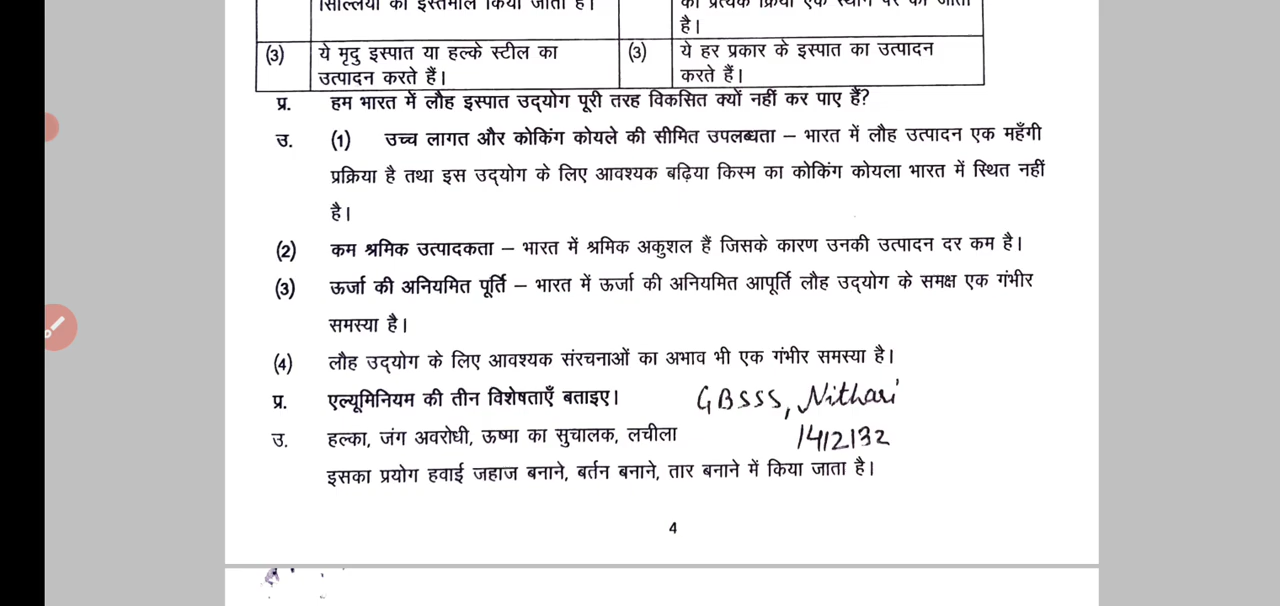 सिल्लियों का इस्तेमाल किया जाता है।
की प्रत्येक क्रिया एक स्थान पर की जाती
है।
(3) ये मृदु इस्पात या हल्के स्टील का
उत्पादन करते हैं।
(3) ये हर प्रकार के इस्पात का उत्पादन
करते हैं।
प्र. हम भारत में लौह इस्पात उद्योग पूरी तरह विकसित क्यों नहीं कर पाए हैं?
उ. (1) उच्च लागत और कोकिंग कोयले की सीमित उपलब्धता – भारत में लौह उत्पादन एक महँगी
प्रक्रिया है तथा इस उद्योग के लिए आवश्यक बढ़िया किस्म का कोकिंग कोयला भारत में स्थित नहीं
है।
(2) कम श्रमिक उत्पादकता – भारत में श्रमिक अकुशल हैं जिसके कारण उनकी उत्पादन दर कम है।
(3) ऊर्जा की अनियमित पूर्ति – भारत में ऊर्जा की अनियमित आपूर्ति लौह उद्योग के समक्ष एक गंभीर
समस्या है।
(4) लौह उद्योग के लिए आवश्यक संरचनाओं का अभाव भी एक गंभीर समस्या है।
प्र. एल्यूमिनियम की तीन विशेषताएँ बताइए। GBSSS, Nithari
उ. हल्का, जंग अवरोधी, ऊष्मा का सुचालक, लचीला 1412132
इसका प्रयोग हवाई जहाज बनाने, बर्तन बनाने, तार बनाने में किया जाता है।
4